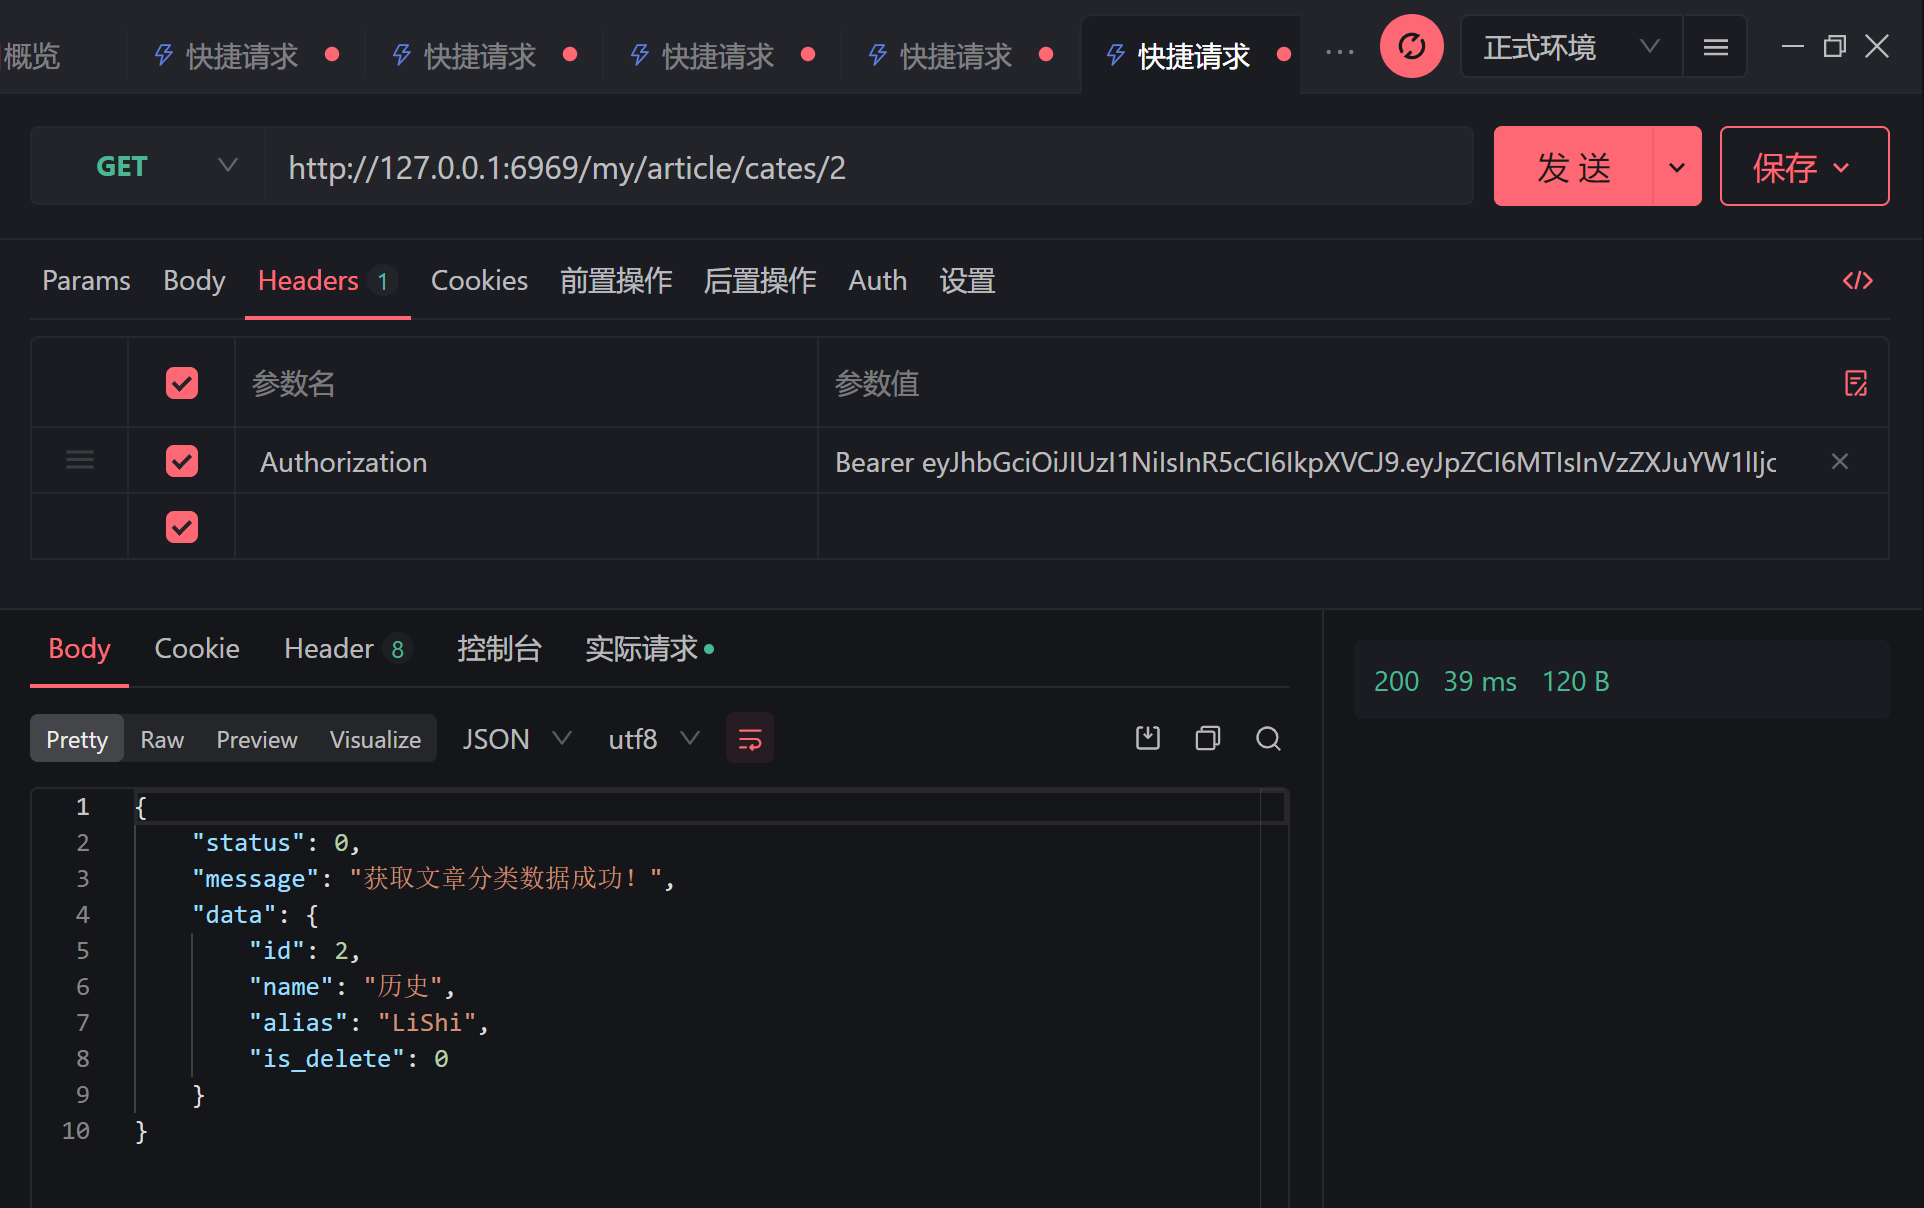 概览 快捷请求 快捷请求 快捷请求 快捷请求 快捷请求 ··· 正式环境
GET http://127.0.0.1:6969/my/article/cates/2 发 送 保存
Params Body Headers 1 Cookies 前置操作 后置操作 Auth 设置 </>
参数名 参数值
Authorization Bearer eyJhbGciOiJIUzI1NiIsInR5cCI6IkpXVCJ9.eyJpZCI6MTIsInVzZXJuYW1lIjc
Body Cookie Header 8 控制台 实际请求
200 39 ms 120 B
Pretty Raw Preview Visualize JSON utf8
1 {
2 "status": 0,
3 "message": "获取文章分类数据成功！",
4 "data": {
5 "id": 2,
6 "name": "历史",
7 "alias": "LiShi",
8 "is_delete": 0
9 }
10 }